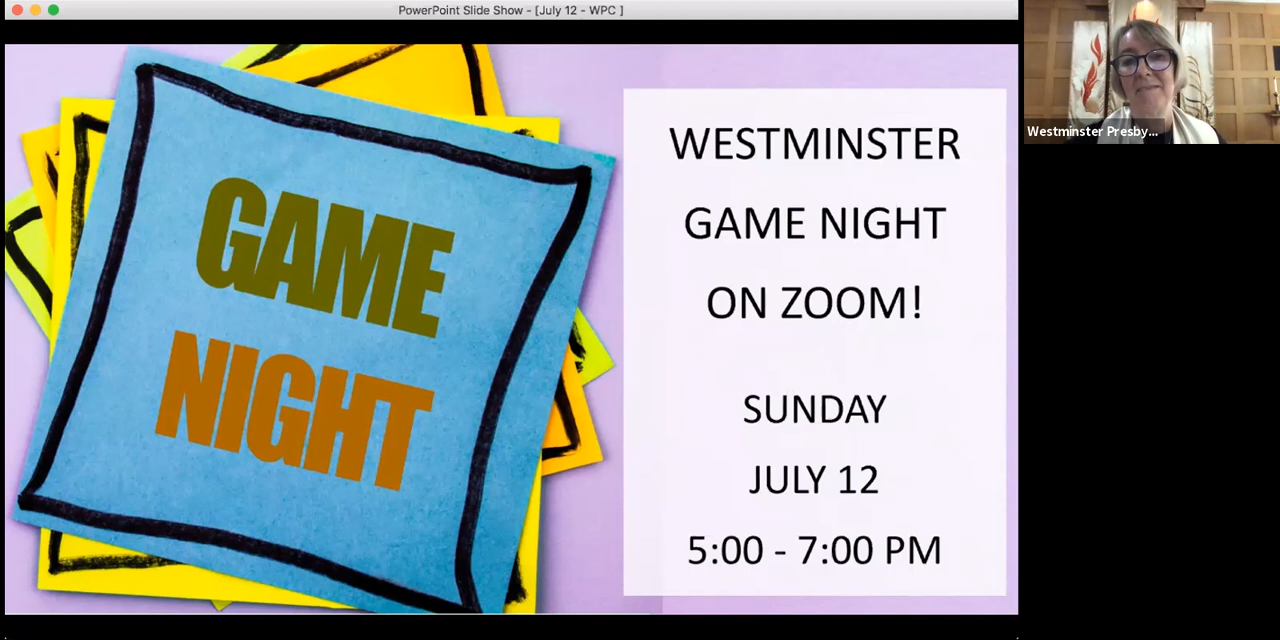 PowerPoint Slide Show - [July 12 - WPC ]
GAME
NIGHT
WESTMINSTER
GAME NIGHT
ON ZOOM!
SUNDAY
JULY 12
5:00 - 7:00 PM
Westminster Presby...